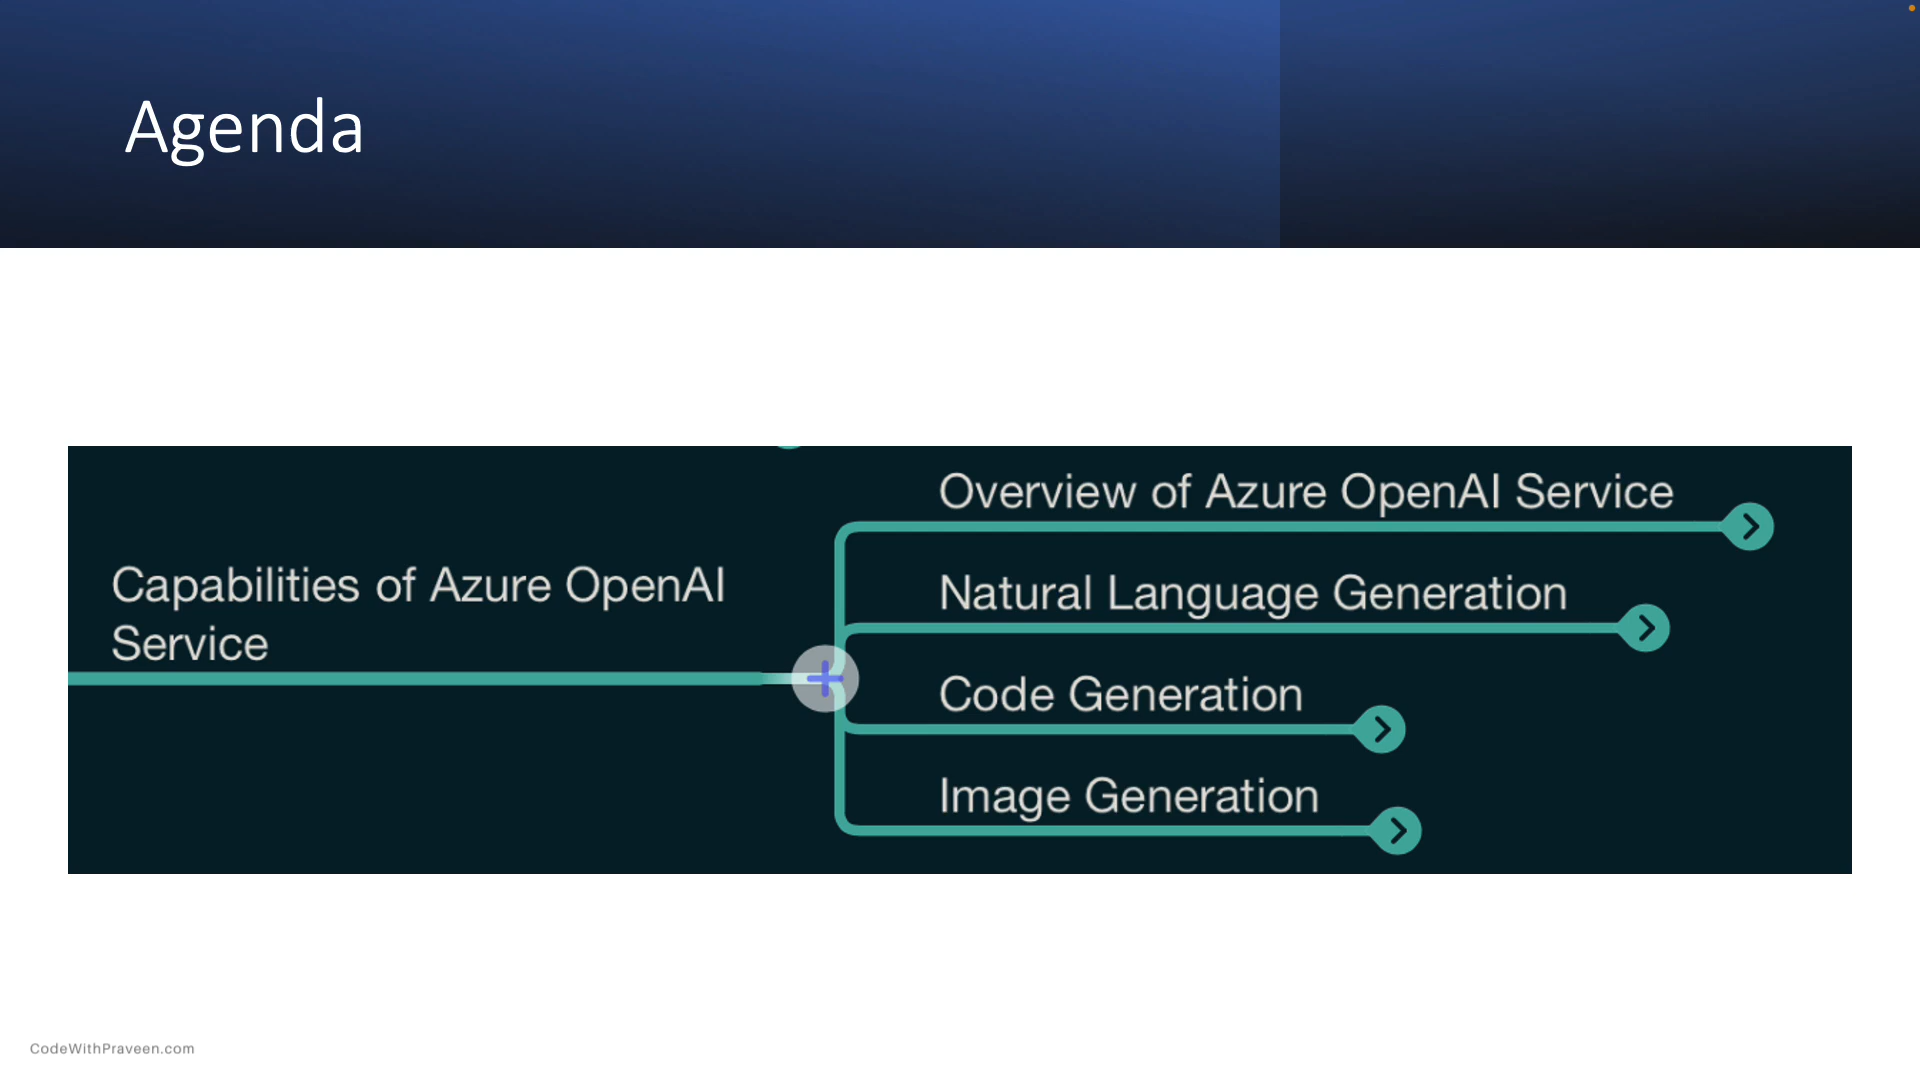 Agenda
Capabilities of Azure OpenAI
Service
Overview of Azure OpenAI Service
Natural Language Generation
Code Generation
Image Generation
CodeWithPraveen.com